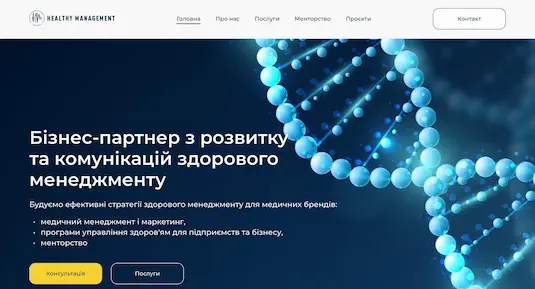 HEALTHY MANAGEMENT
Головна Про нас Послуги Менторство Проєкти Контакт
Бізнес-партнер з розвитку
та комунікацій здорового
менеджменту
Будуємо ефективні стратегії здорового менеджменту для медичних брендів:
• медичний менеджмент і маркетинг,
• програми управління здоров'ям для підприємств та бізнесу,
• менторство
Консультація Послуги